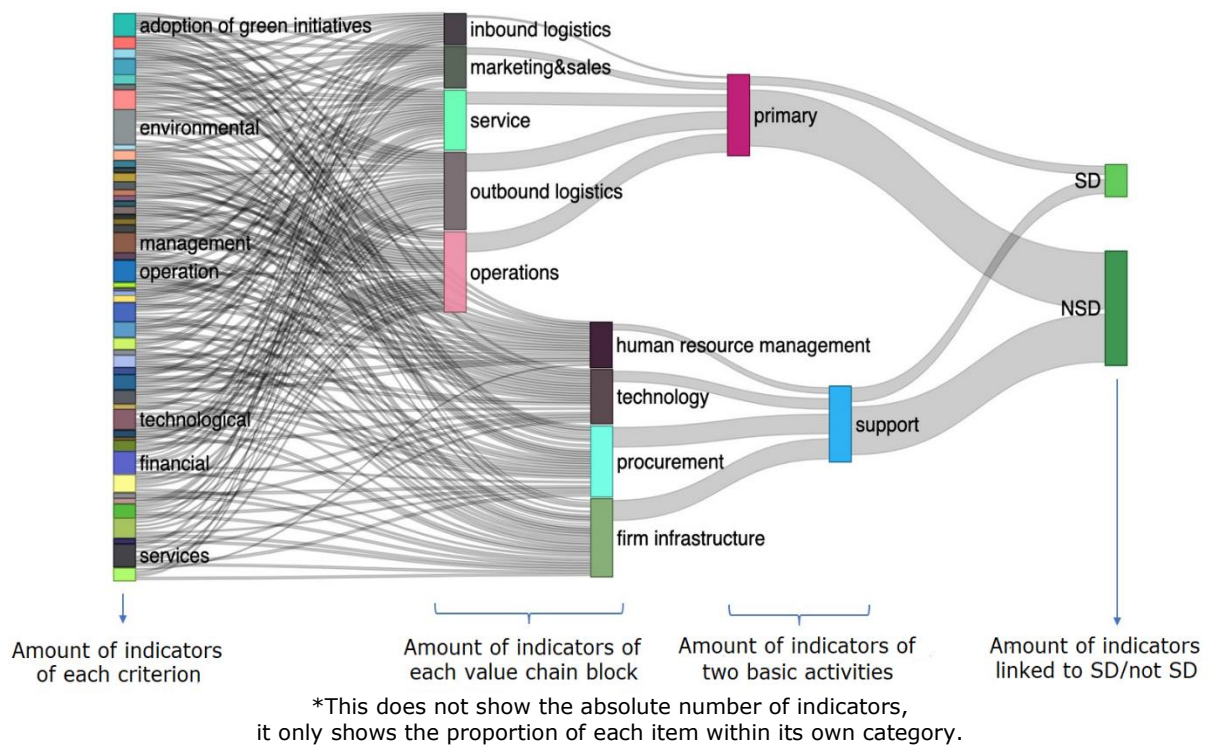 adoption of green initiatives
environmental
management
operation
technological
financial
services
inbound logistics
marketing&sales
service
outbound logistics
operations
human resource management
technology
procurement
firm infrastructure
primary
support
SD
NSD
Amount of indicators
of each criterion
Amount of indicators of
each value chain block
Amount of indicators of
two basic activities
Amount of indicators
linked to SD/not SD
*This does not show the absolute number of indicators,
it only shows the proportion of each item within its own category.